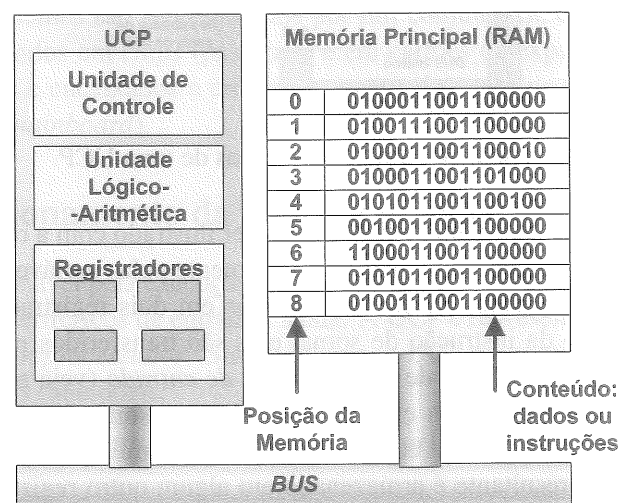 UCP
Unidade de
Controle
Unidade
Lógico-
-Aritmética
Registradores
Memória Principal (RAM)
0 0100011001100000
1 0100111001100000
2 0100011001100010
3 0100011001101000
4 0101011001100100
5 0010011001100000
6 1100011001100000
7 0101011001100000
8 0100111001100000
Posição da
Memória
Conteúdo:
dados ou
instruções
BUS